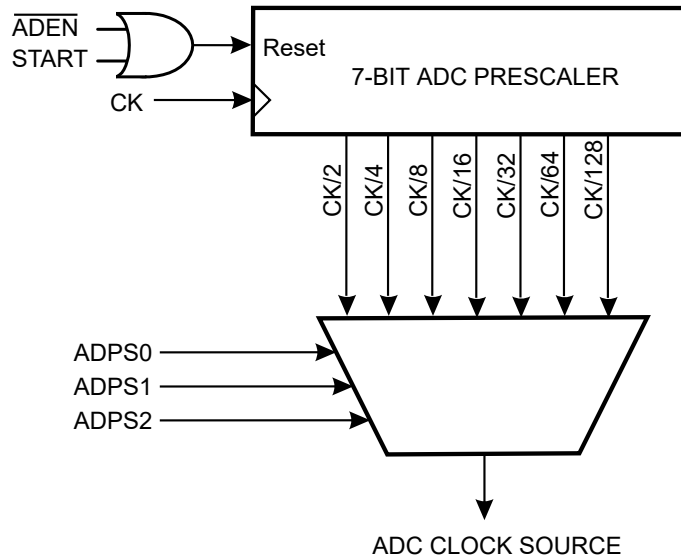 ADEN
START
Reset
7-BIT ADC PRESCALER
CK
CK/2
CK/4
CK/8
CK/16
CK/32
CK/64
CK/128
ADPS0
ADPS1
ADPS2
ADC CLOCK SOURCE